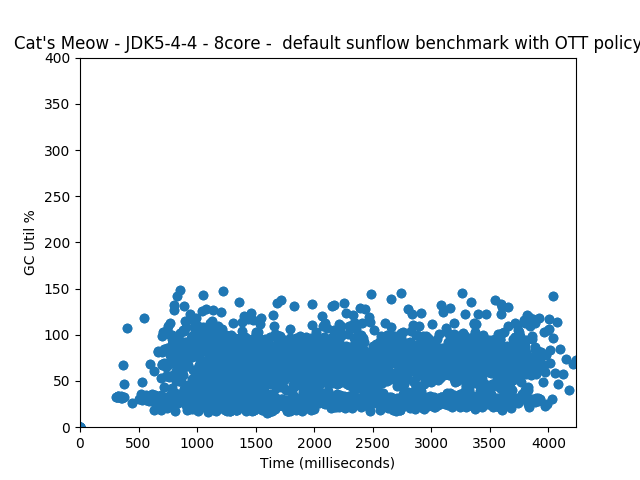 Cat's Meow - JDK5-4-4 - 8core -  default sunflow benchmark with OTT policy
400
350
300
250
200
150
100
50
0
GC Util %
0 500 1000 1500 2000 2500 3000 3500 4000
Time (milliseconds)